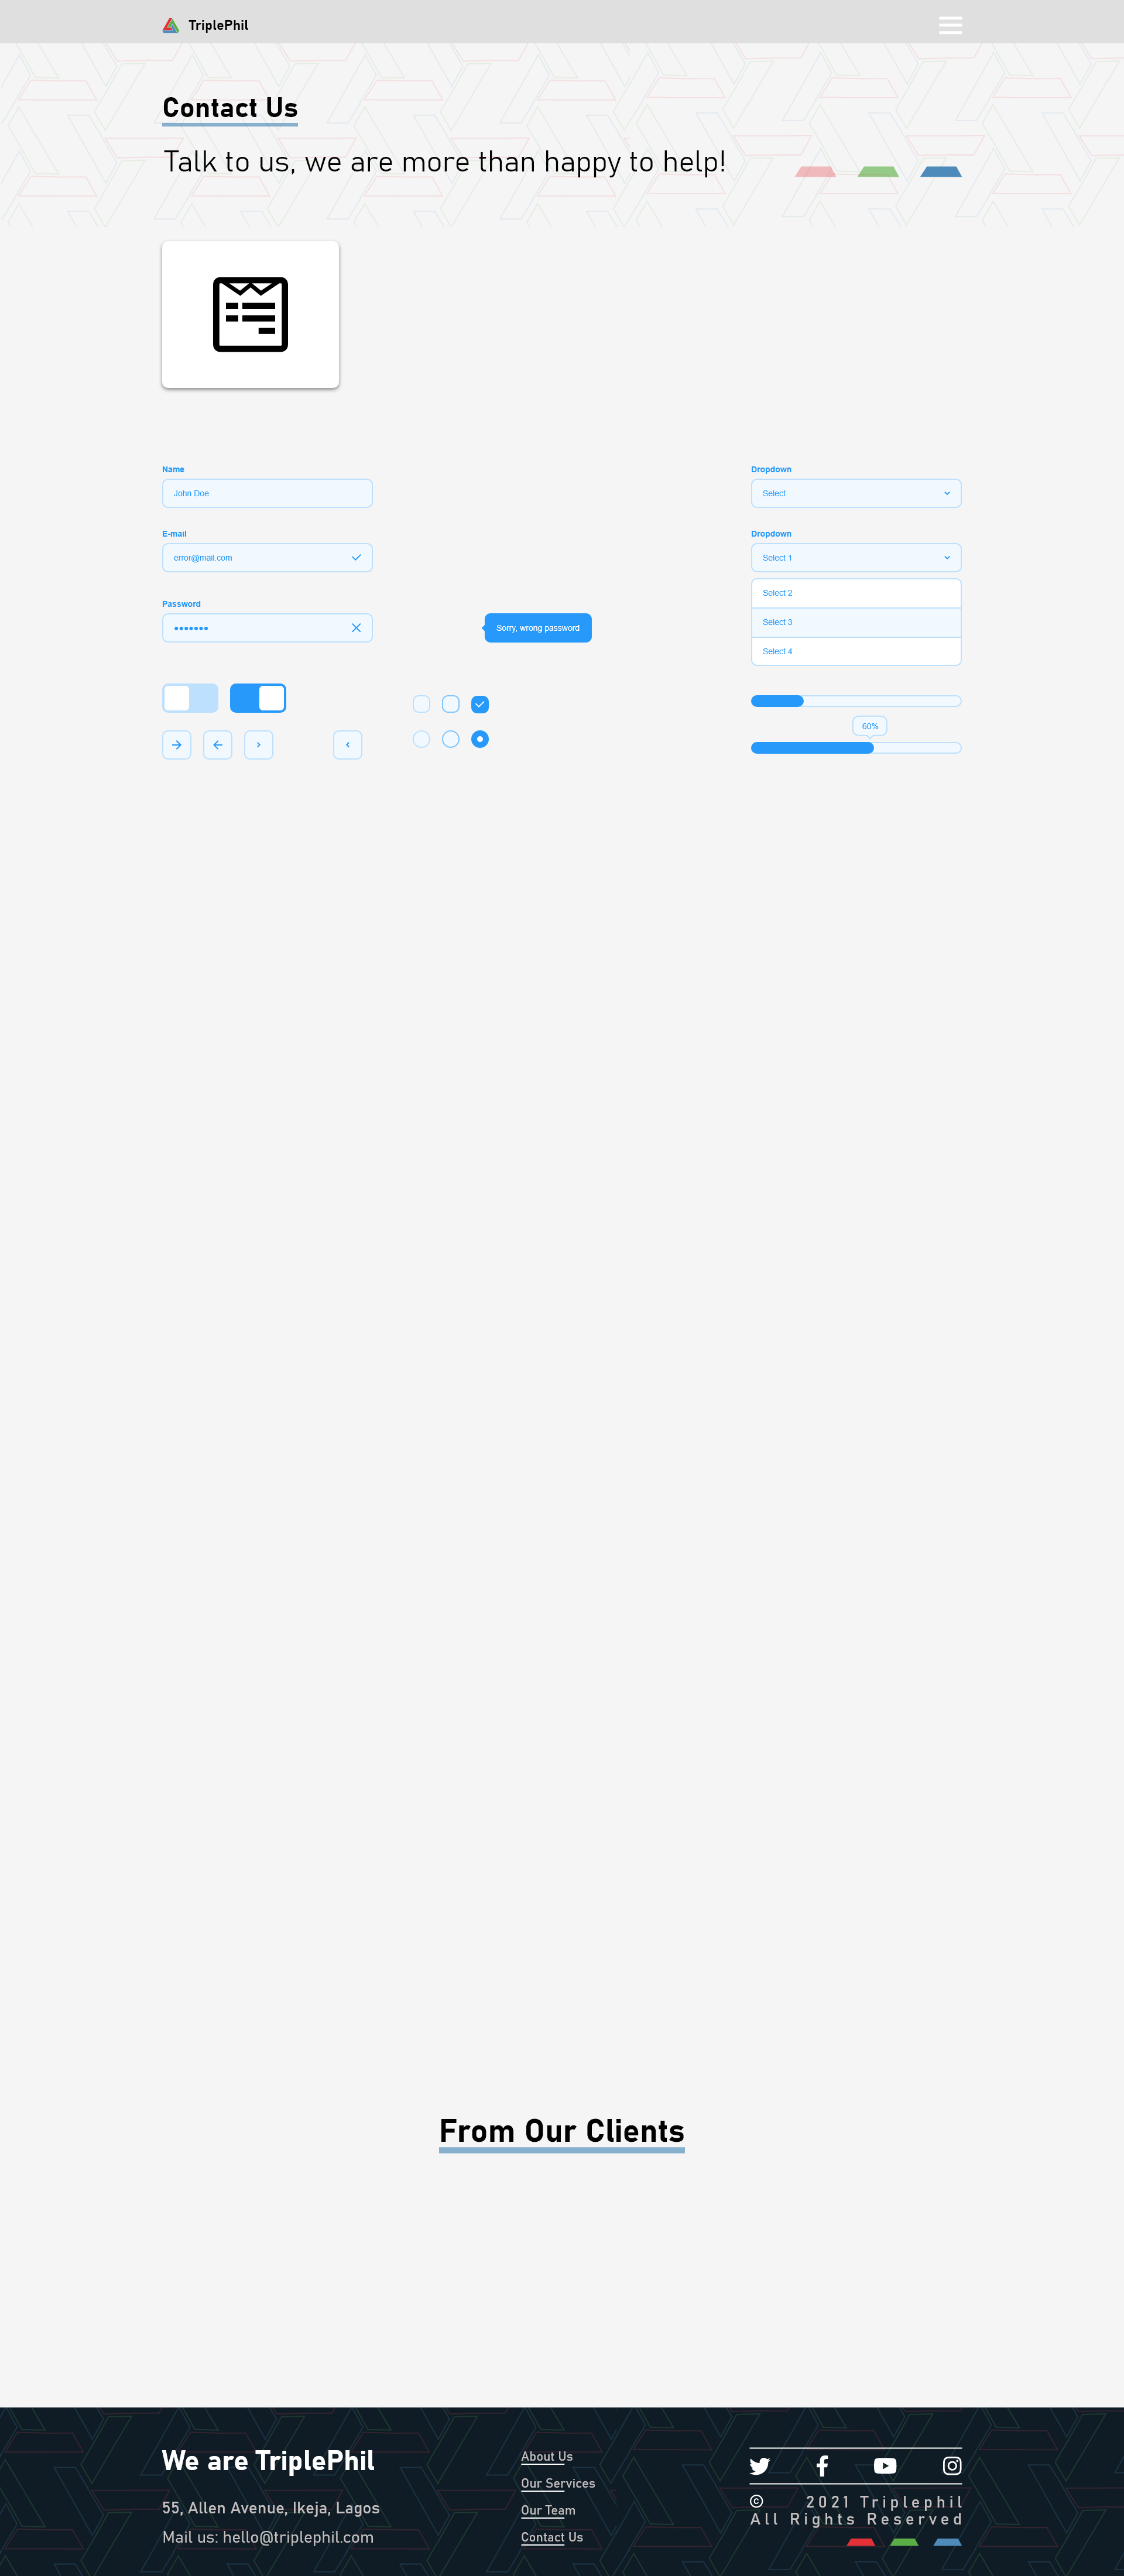 TriplePhil
Contact Us
Talk to us, we are more than happy to help!
Name
John Doe
E-mail
error@mail.com
Password
Sorry, wrong password
Dropdown
Select
Dropdown
Select 1
Select 2
Select 3
Select 4
60%
From Our Clients
We are TriplePhil
55, Allen Avenue, Ikeja, Lagos
Mail us: hello@triplephil.com
About Us
Our Services
Our Team
Contact Us
© 2021 Triplephil
All Rights Reserved